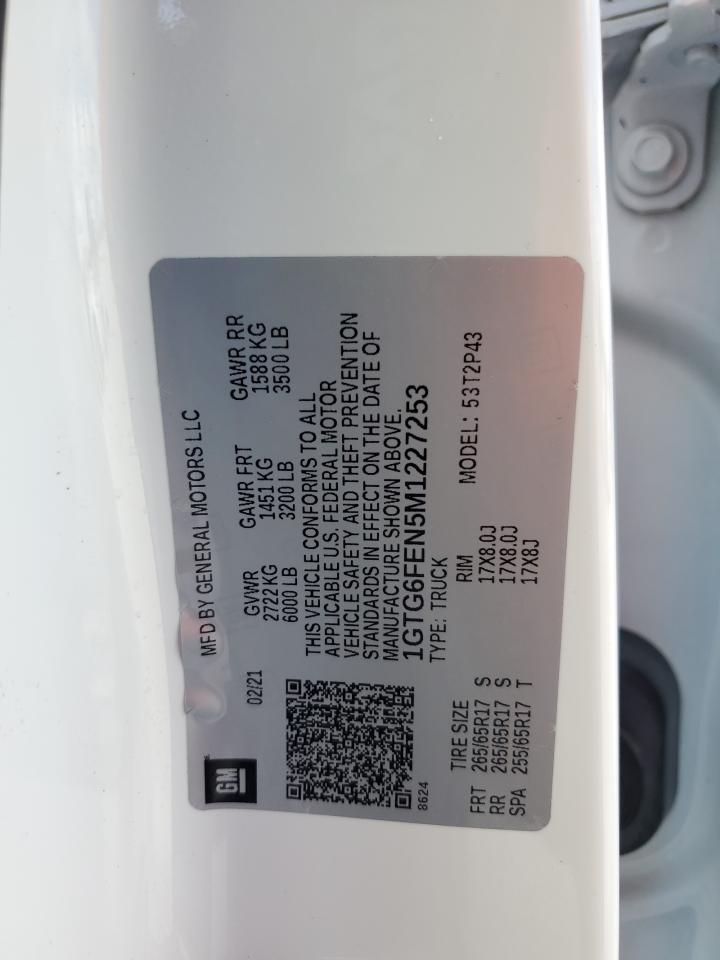 MFD BY GENERAL MOTORS LLC
02/21
GVWR GAWR FRT GAWR RR
2722 KG 1451 KG 1588 KG
6000 LB 3200 LB 3500 LB
THIS VEHICLE CONFORMS TO ALL
APPLICABLE U.S. FEDERAL MOTOR
VEHICLE SAFETY AND THEFT PREVENTION
STANDARDS IN EFFECT ON THE DATE OF
MANUFACTURE SHOWN ABOVE.
1GTG6FEN5M1227253
TYPE: TRUCK
MODEL: 53T2P43
GM
8624
TIRE SIZE RIM
FRT 265/65R17 S 17X8.0J
RR 265/65R17 S 17X8.0J
SPA 255/65R17 T 17X8J